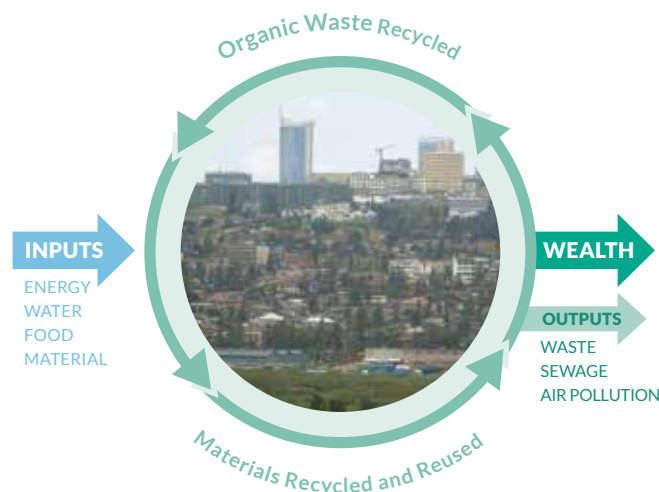 Organic Waste Recycled
INPUTS
ENERGY
WATER
FOOD
MATERIAL
WEALTH
OUTPUTS
WASTE
SEWAGE
AIR POLLUTION
Materials Recycled and Reused